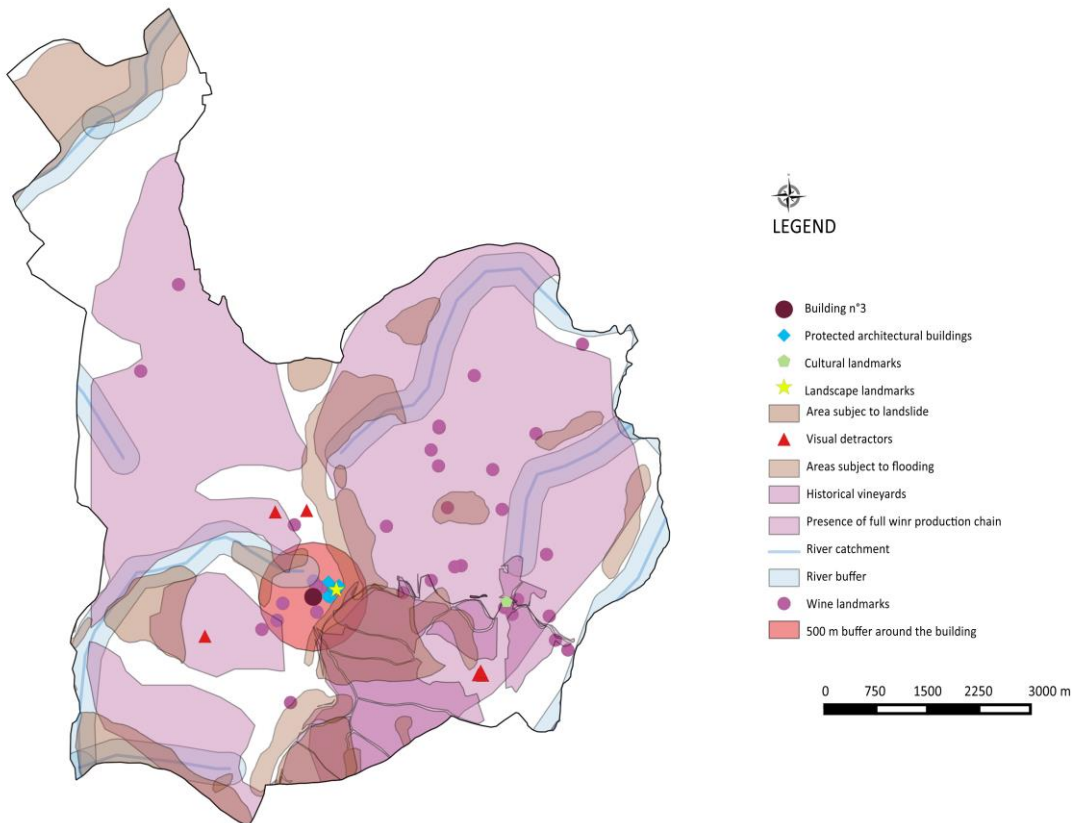 LEGEND
Building n°3
Protected architectural buildings
Cultural landmarks
Landscape landmarks
Area subjec to landslide
Visual detractors
Areas subject to flooding
Historical vineyards
Presence of full winr production chain
River catchment
River buffer
Wine landmarks
500 m buffer around the building
0 750 1500 2250 3000 m